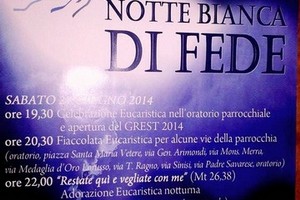 NOTTE BIANCA
DI FEDE
SABATO GIUGNO 2014
ore 19,30 Celebrazione Eucaristica nell'oratorio parrocchiale
e apertura del GREST 2014
ore 20,30 Fiaccolata Eucaristica per alcune vie della parrocchia
(oratorio, piazza Santa Maria Vetere, via Gen. Arimondi, via Mons. Merra,
via Medaglia d'Oro, via T. Ragno, via Sinisi, via Padre Savarese, oratorio)
ore 22,00 "Restate qui e vegliate con me" (Mt 26,38)
Adorazione Eucaristica notturna